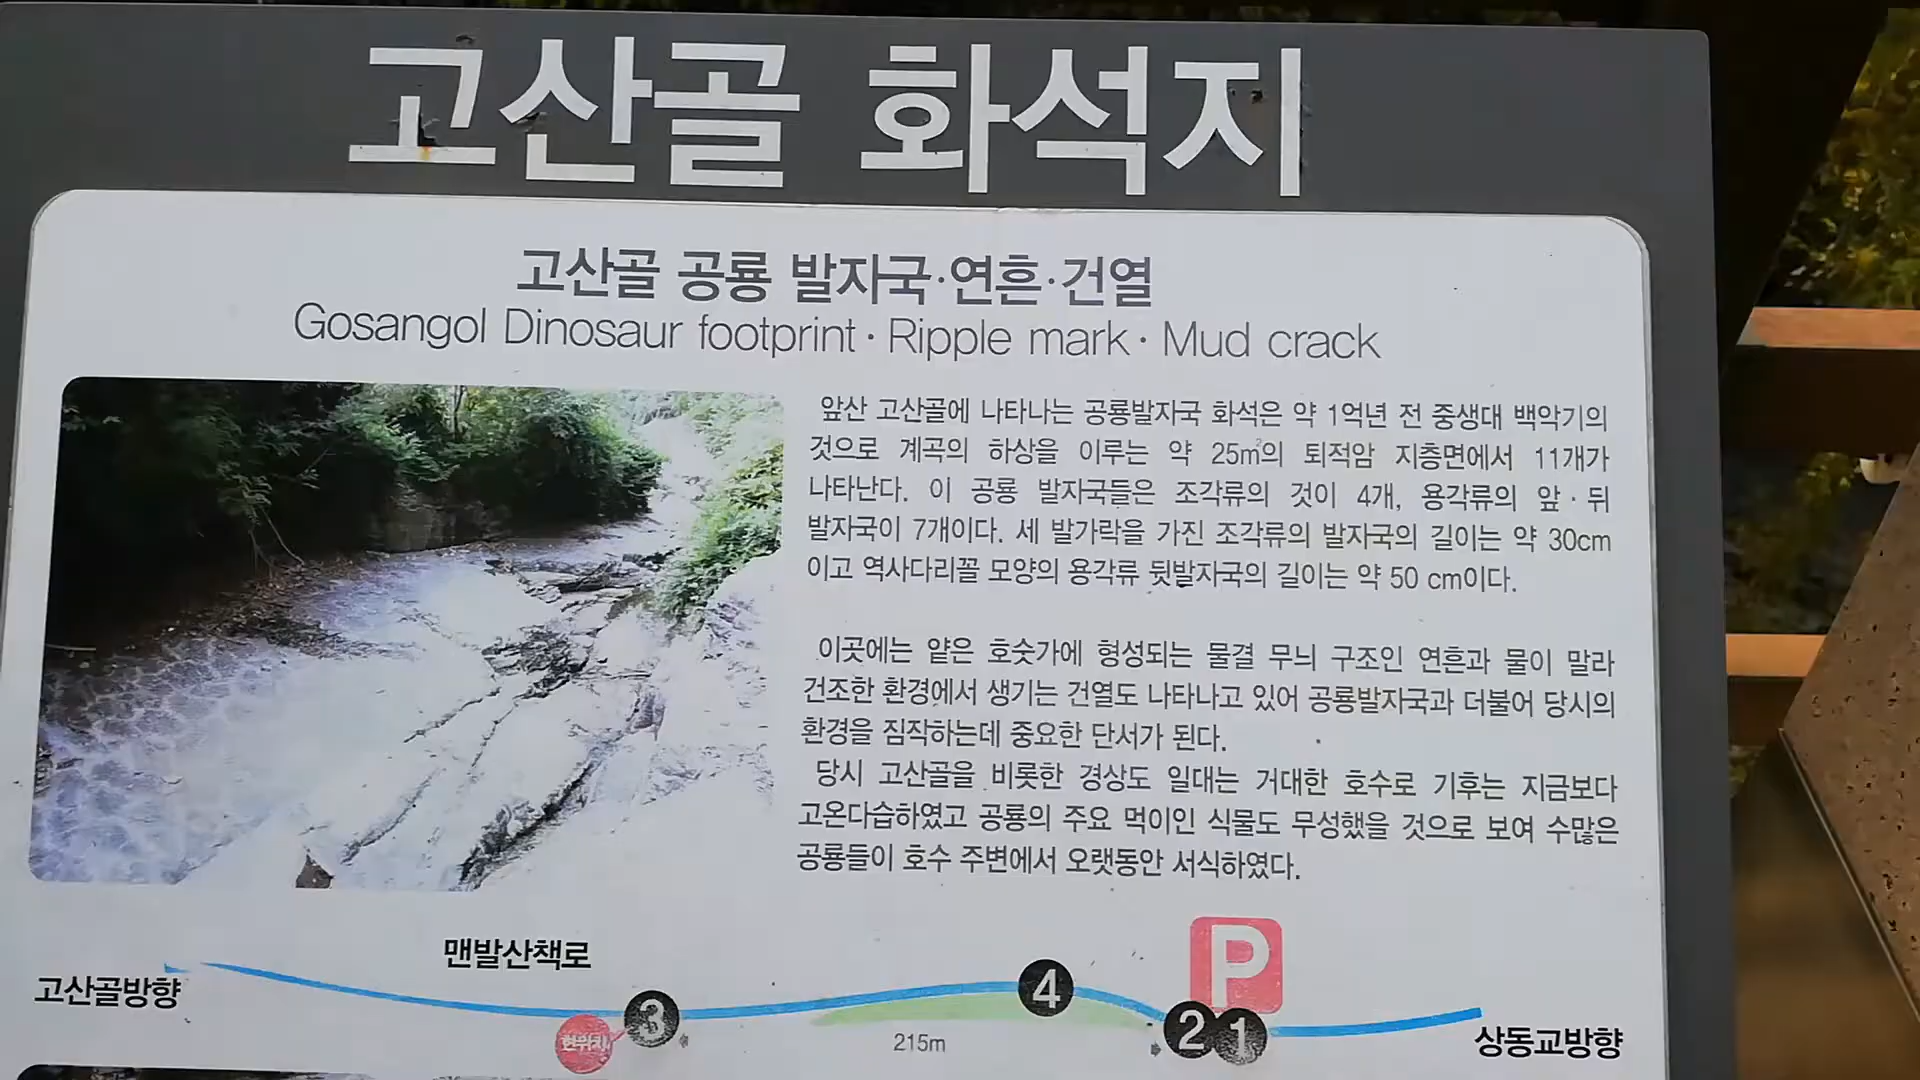 고산골 화석지
고산골 공룡 발자국·연흔·건열
Gosangol Dinosaur footprint · Ripple mark · Mud crack
앞산 고산골에 나타나는 공룡발자국 화석은 약 1억년 전 중생대 백악기의
것으로 계곡의 하상을 이루는 약 25㎡의 퇴적암 지층면에서 11개가
나타난다. 이 공룡 발자국들은 조각류의 것이 4개, 용각류의 앞·뒤
발자국이 7개이다. 세 발가락을 가진 조각류의 발자국의 길이는 약 30cm
이고 역사다리꼴 모양의 용각류 뒷발자국의 길이는 약 50 cm이다.
이곳에는 얕은 호숫가에 형성되는 물결 무늬 구조인 연흔과 물이 말라
건조한 환경에서 생기는 건열도 나타나고 있어 공룡발자국과 더불어 당시의
환경을 짐작하는데 중요한 단서가 된다.
당시 고산골을 비롯한 경상도 일대는 거대한 호수로 기후는 지금보다
고온다습하였고 공룡의 주요 먹이인 식물도 무성했을 것으로 보여 수많은
공룡들이 호수 주변에서 오랫동안 서식하였다.
P
맨발산책로
고산골방향
4
3
2
1
현위치
215m
상동교방향